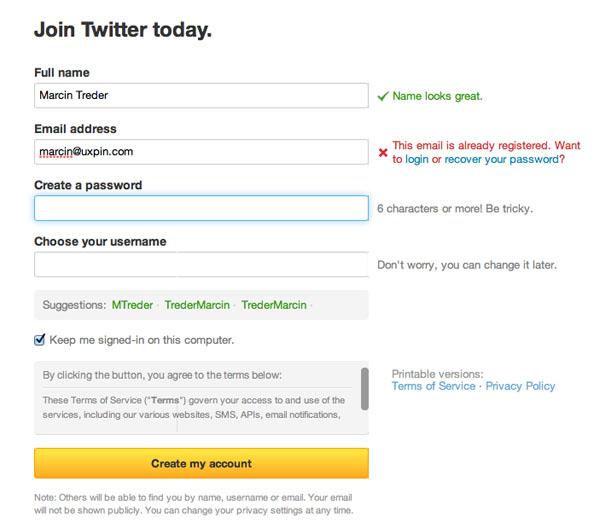 Join Twitter today.
Full name
Marcin Treder
Name looks great.
Email address
marcin@uxpin.com
This email is already registered. Want
to login or recover your password?
Create a password
6 characters or more! Be tricky.
Choose your username
Don't worry, you can change it later.
Suggestions: MTreder · TrederMarcin · TrederMarcin ·
Keep me signed-in on this computer.
By clicking the button, you agree to the terms below:
These Terms of Service ("Terms") govern your access to and use of the
services, including our various websites, SMS, APIs, email notifications,
Printable versions:
Terms of Service · Privacy Policy
Create my account
Note: Others will be able to find you by name, username or email. Your email
will not be shown publicly. You can change your privacy settings at any time.